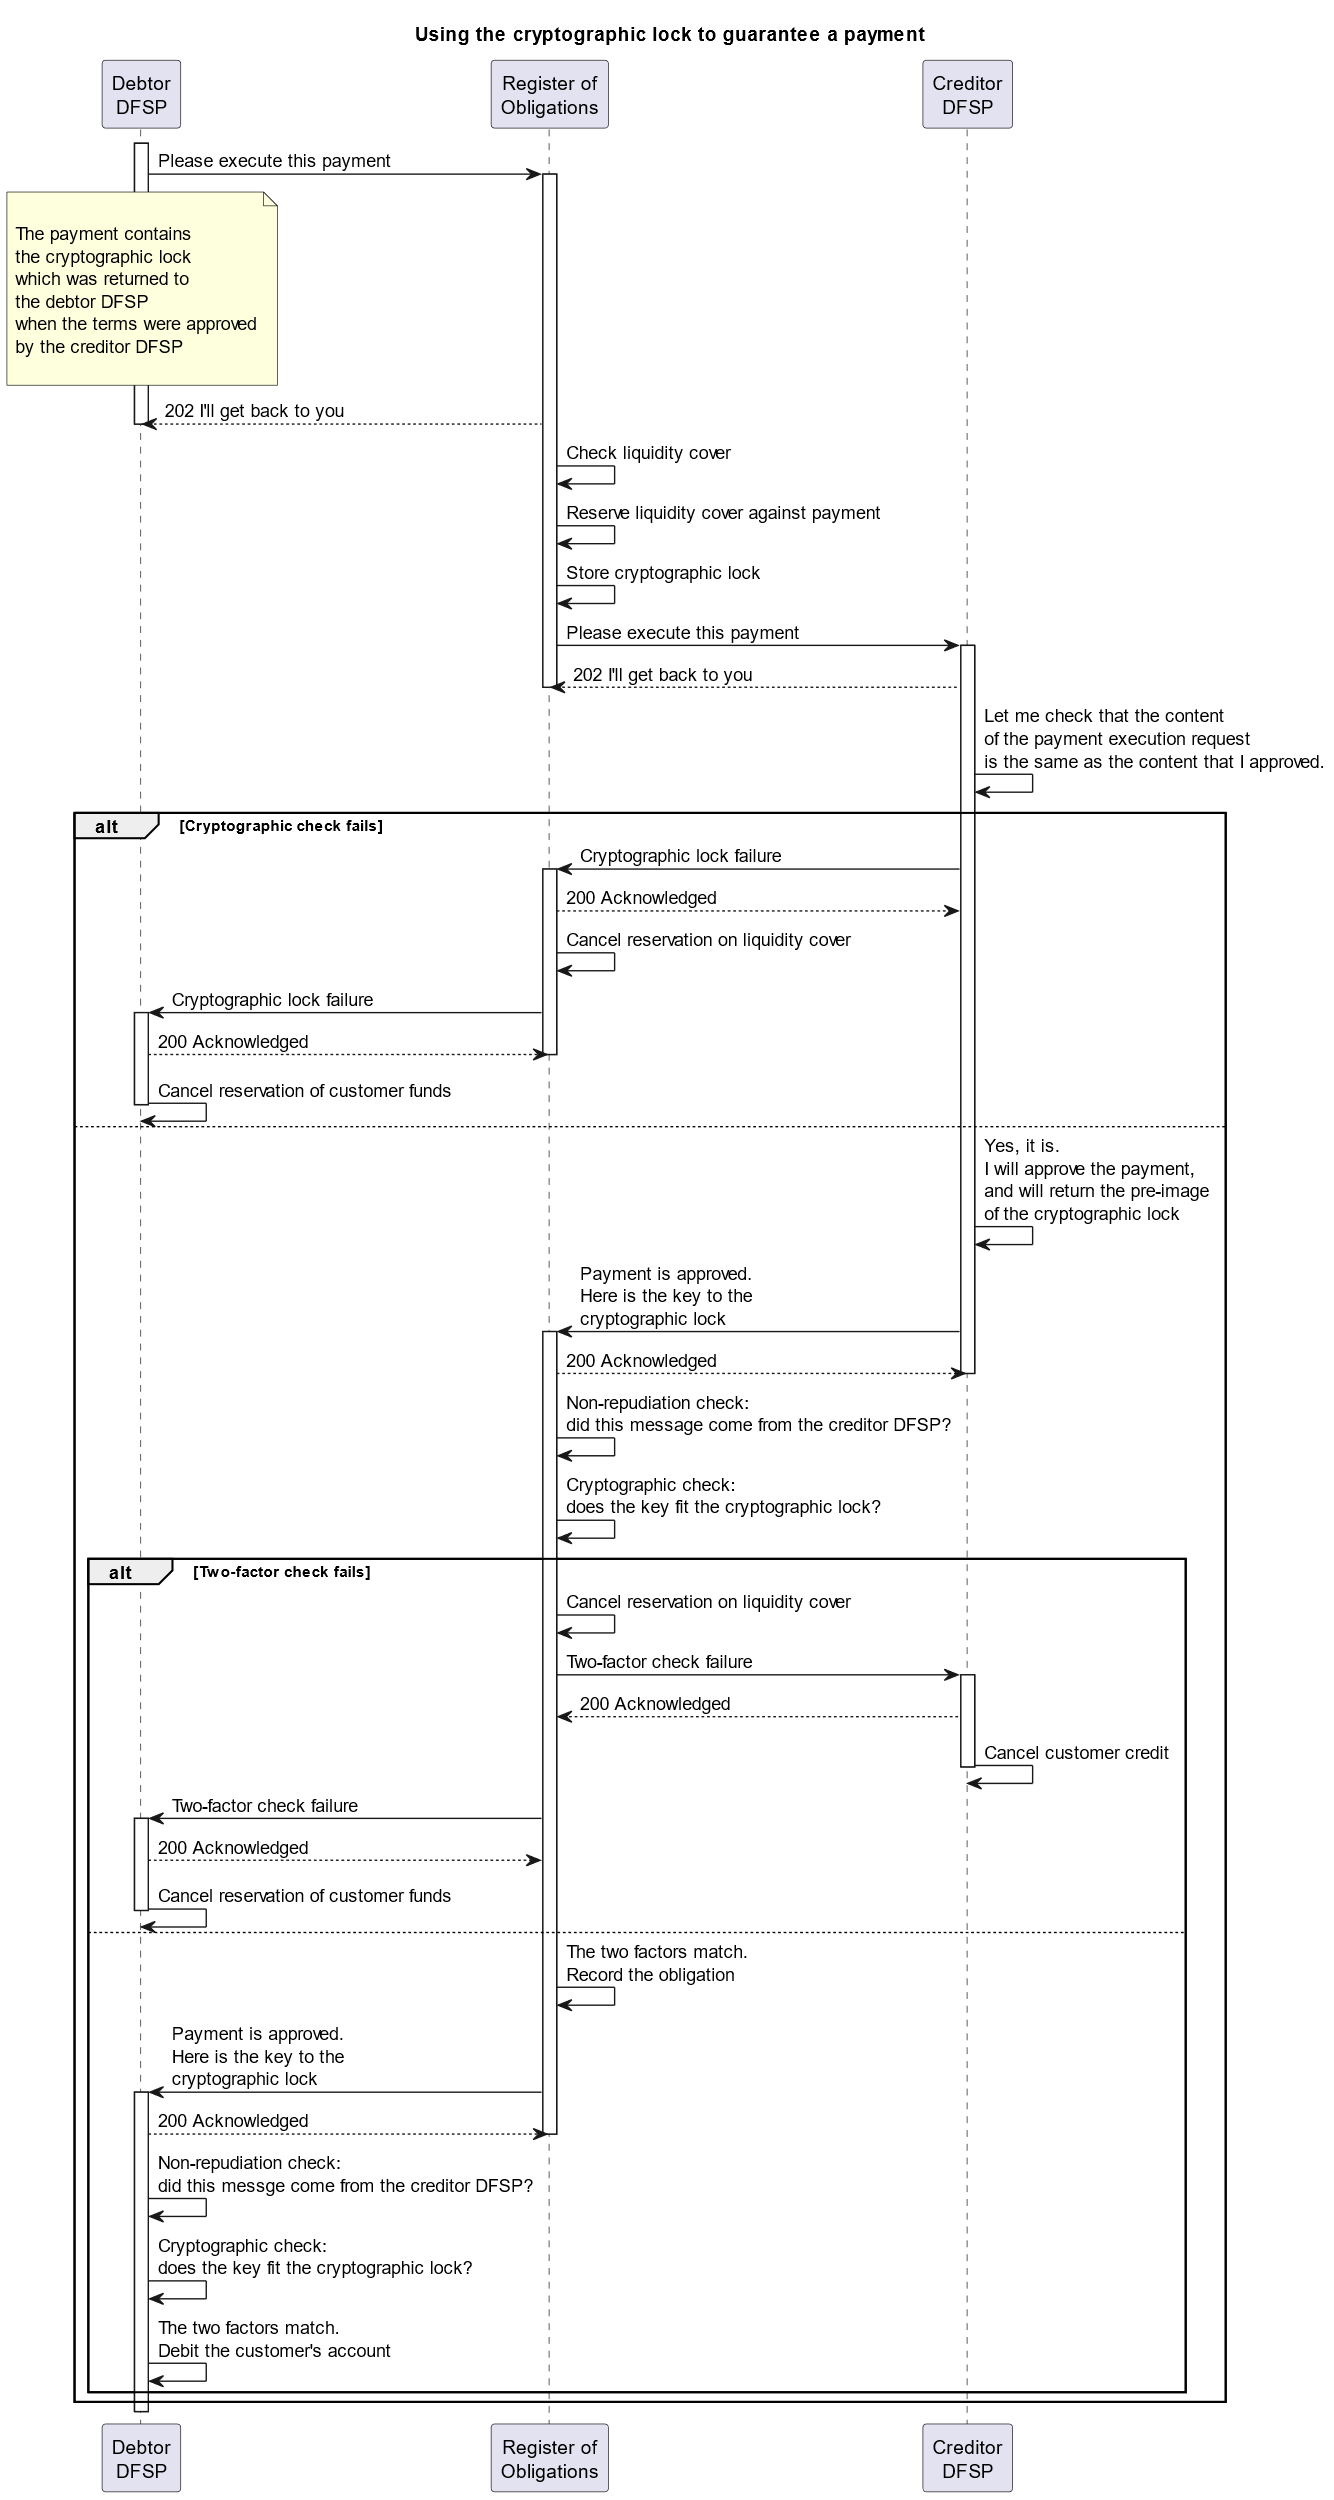 Using the cryptographic lock to guarantee a payment
Debtor
DFSP
Register of
Obligations
Creditor
DFSP
Please execute this payment
The payment contains
the cryptographic lock
which was returned to
the debtor DFSP
when the terms were approved
by the creditor DFSP
202 I'll get back to you
Check liquidity cover
Reserve liquidity cover against payment
Store cryptographic lock
Please execute this payment
202 I'll get back to you
Let me check that the content
of the payment execution request
is the same as the content that I approved.
alt
[Cryptographic check fails]
Cryptographic lock failure
200 Acknowledged
Cancel reservation on liquidity cover
Cryptographic lock failure
200 Acknowledged
Cancel reservation of customer funds
Yes, it is.
I will approve the payment,
and will return the pre-image
of the cryptographic lock
Payment is approved.
Here is the key to the
cryptographic lock
200 Acknowledged
Non-repudiation check:
did this message come from the creditor DFSP?
Cryptographic check:
does the key fit the cryptographic lock?
alt
[Two-factor check fails]
Cancel reservation on liquidity cover
Two-factor check failure
200 Acknowledged
Cancel customer credit
Two-factor check failure
200 Acknowledged
Cancel reservation of customer funds
The two factors match.
Record the obligation
Payment is approved.
Here is the key to the
cryptographic lock
200 Acknowledged
Non-repudiation check:
did this messge come from the creditor DFSP?
Cryptographic check:
does the key fit the cryptographic lock?
The two factors match.
Debit the customer's account
Debtor
DFSP
Register of
Obligations
Creditor
DFSP